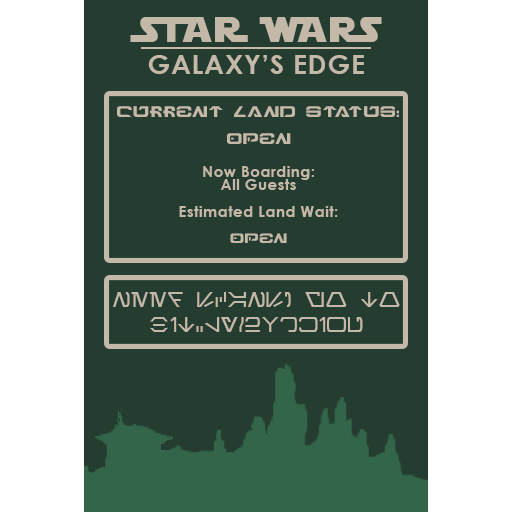 STAR WARS
GALAXY'S EDGE
CURRENT LAND STATUS:
OPEN
Now Boarding:
All Guests
Estimated Land Wait:
OPEN